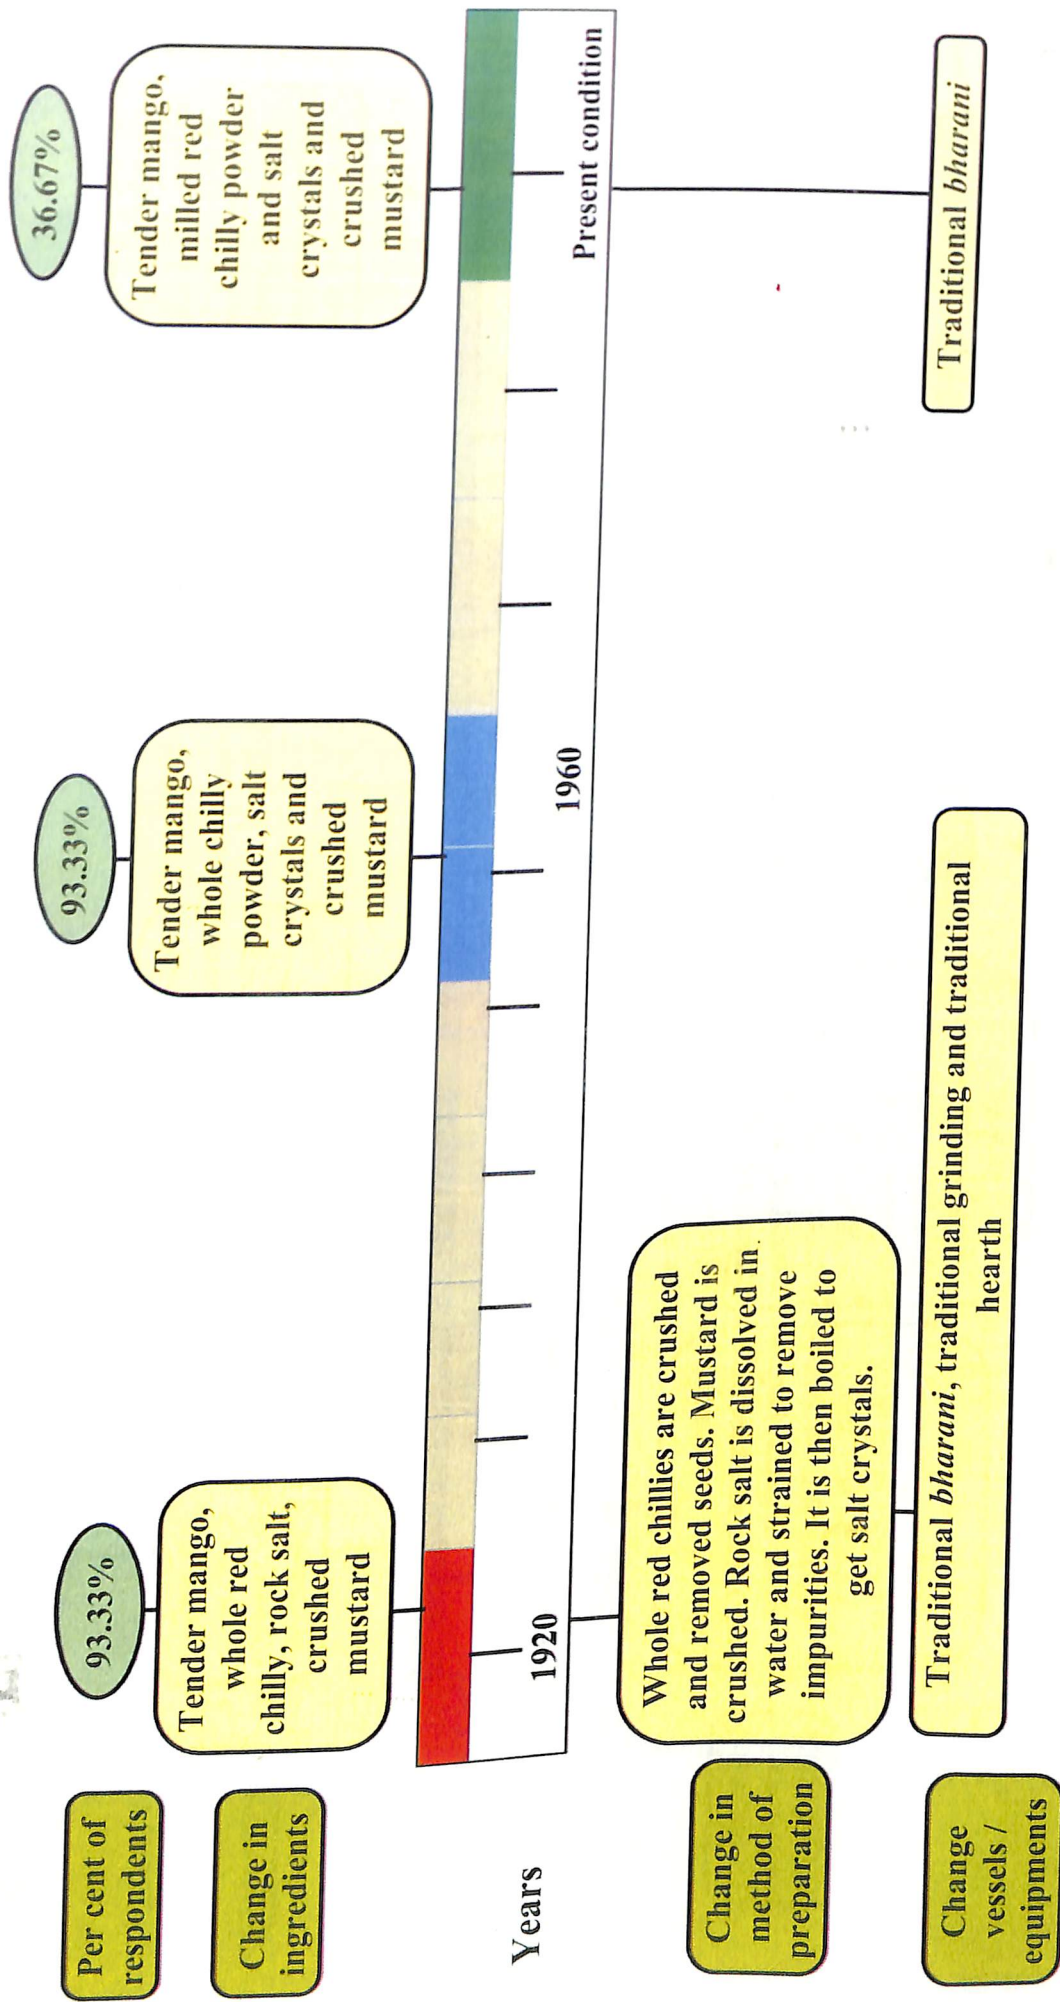 Per cent of
respondents
93.33%
93.33%
36.67%
Change in
ingredients
Tender mango,
whole red
chilly, rock salt,
crushed
mustard
Tender mango,
whole chilly
powder, salt
crystals and
crushed
mustard
Tender mango,
milled red
chilly powder
and salt
crystals and
crushed
mustard
Years
1920
1960
Present condition
Change in
method of
preparation
Whole red chillies are crushed
and removed seeds. Mustard is
crushed. Rock salt is dissolved in
water and strained to remove
impurities. It is then boiled to
get salt crystals.
Change
vessels /
equipments
Traditional bharani, traditional grinding and traditional
hearth
Traditional bharani